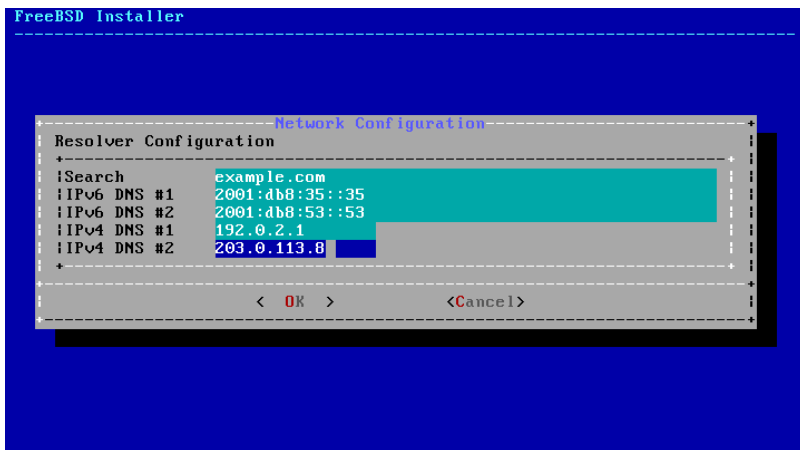 FreeBSD Installer
Network Configuration
Resolver Configuration
Search example.com
IPv6 DNS #1 2001:db8:35::35
IPv6 DNS #2 2001:db8:53::53
IPv4 DNS #1 192.0.2.1
IPv4 DNS #2 203.0.113.8
< OK > <Cancel>